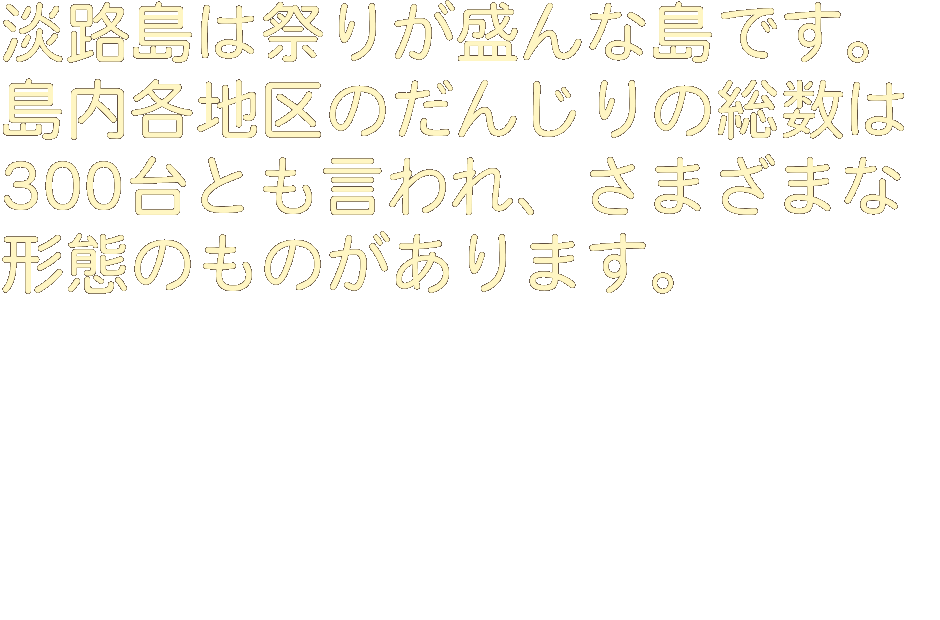 淡路島は祭りが盛んな島です。
島内各地区のだんじりの総数は
300台とも言われ、さまざまな
形態のものがあります。